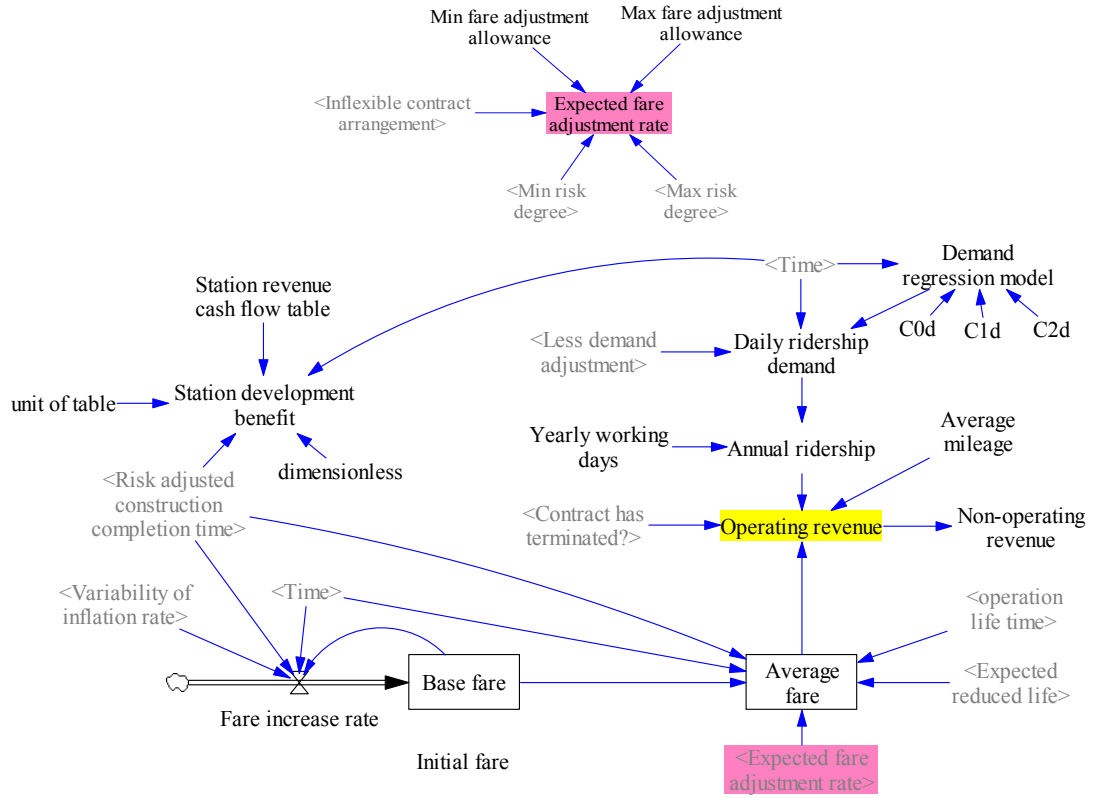 Min fare adjustment
allowance
Max fare adjustment
allowance
<Inflexible contract
arrangement>
Expected fare
adjustment rate
<Min risk
degree>
<Max risk
degree>
Station revenue
cash flow table
<Time>
Demand
regression model
C0d
C1d
C2d
<Less demand
adjustment>
Daily ridership
demand
unit of table
Station development
benefit
dimensionless
Yearly working
days
Annual ridership
Average
mileage
<Risk adjusted
construction
completion time>
<Contract has
terminated?>
Operating revenue
Non-operating
revenue
<Variability of
inflation rate>
<Time>
<operation
life time>
Fare increase rate
Base fare
Average
fare
<Expected
reduced life>
Initial fare
<Expected fare
adjustment rate>